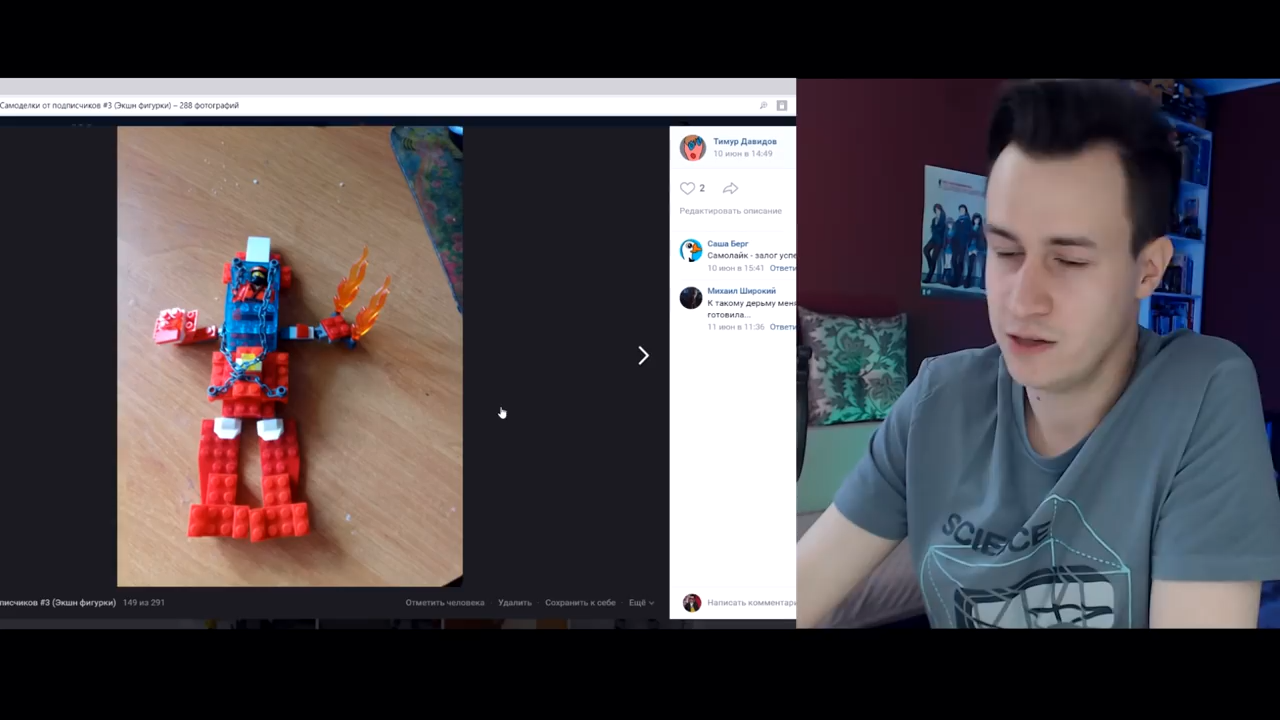 Самоделки от подписчиков #3 (Экшн фигурки) – 288 фотографий
Тимур Давидов
10 июн в 14:49
2
Редактировать описание
Саша Берг
Самолайк - залог успе
10 июн в 15:41 Ответи
Михаил Широкий
К такому дерьму меня
готовила...
11 июн в 11:36 Ответи
писчиков #3 (Экшн фигурки) 149 из 291
Отметить человека Удалить Сохранить к себе Ещё
Написать комментари
SCIENCE